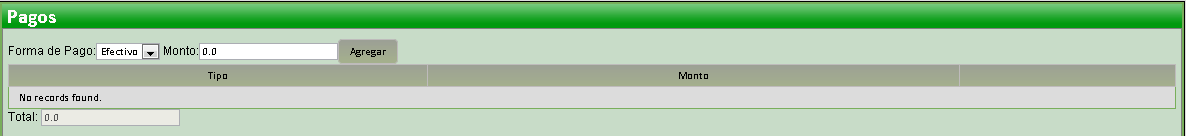 Pagos
Forma de Pago: Efectivo Monto: 0.0 Agregar
Tipo Monto
No records found.
Total: 0.0